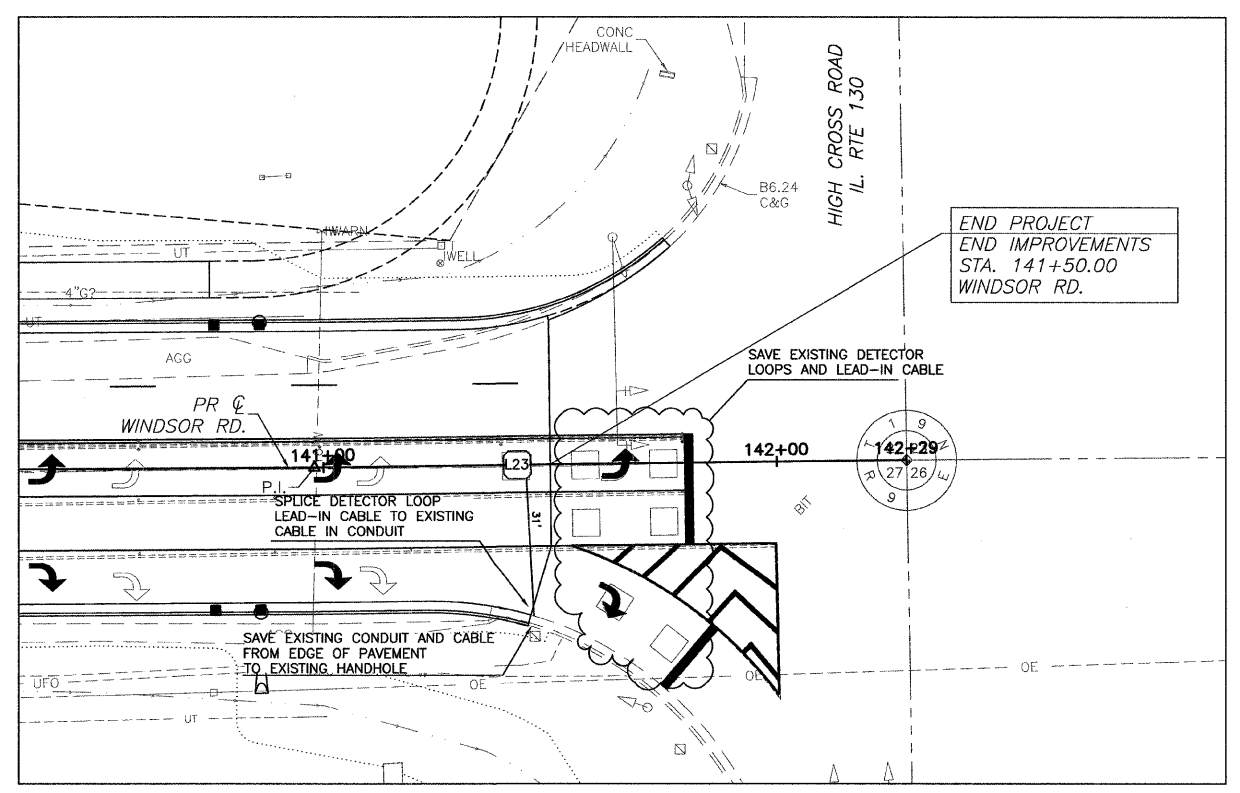 CONC
HEADWALL
HIGH CROSS ROAD
IL. RTE 130
B6.24
C&G
END PROJECT
END IMPROVEMENTS
STA. 141+50.00
WINDSOR RD.
IWARN
UT
IWELL
4"G?
UT
AGG
SAVE EXISTING DETECTOR
LOOPS AND LEAD-IN CABLE
PR ℄
WINDSOR RD.
141+00
P.I.
L23
142+00
142+29
T 1 9 N
R 9 E
27 26
BIT
SPLICE DETECTOR LOOP
LEAD-IN CABLE TO EXISTING
CABLE IN CONDUIT
31'
SAVE EXISTING CONDUIT AND CABLE
FROM EDGE OF PAVEMENT
TO EXISTING HANDHOLE
UFO
OE
OE
OE
UT